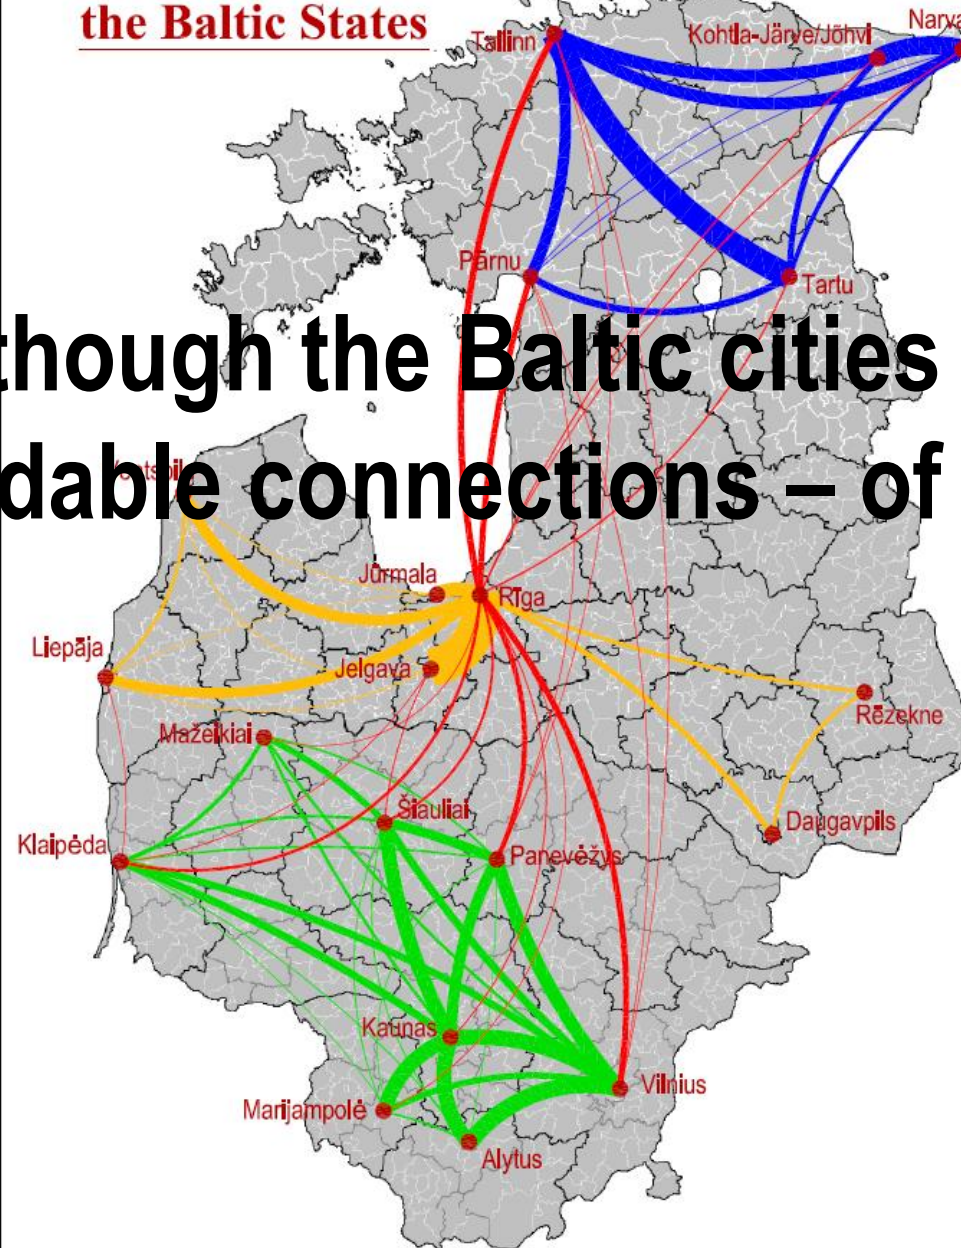 the Baltic States
Narva
Kohtla-Järve/Jõhvi
Tallinn
Pärnu
Tartu
though the Baltic cities
dable connections – of
Jūrmala
Rīga
Liepāja
Jelgava
Rēzekne
Mažeikiai
Šiauliai
Daugavpils
Klaipėda
Panevėžys
Kaunas
Vilnius
Marijampolė
Alytus